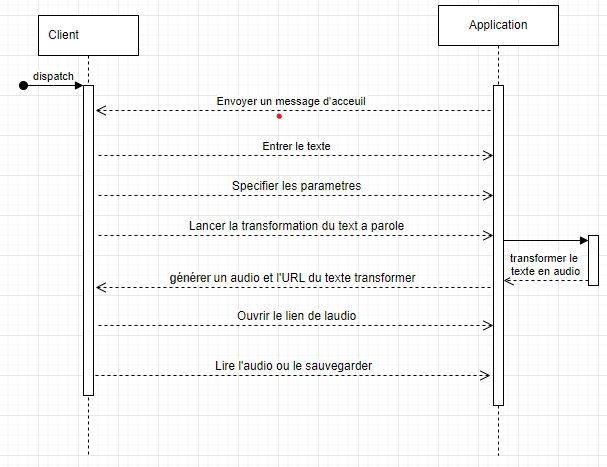 Client
Application
dispatch
Envoyer un message d'acceuil
Entrer le texte
Specifier les parametres
Lancer la transformation du text a parole
transformer le
texte en audio
générer un audio et l'URL du texte transformer
Ouvrir le lien de laudio
Lire l'audio ou le sauvegarder